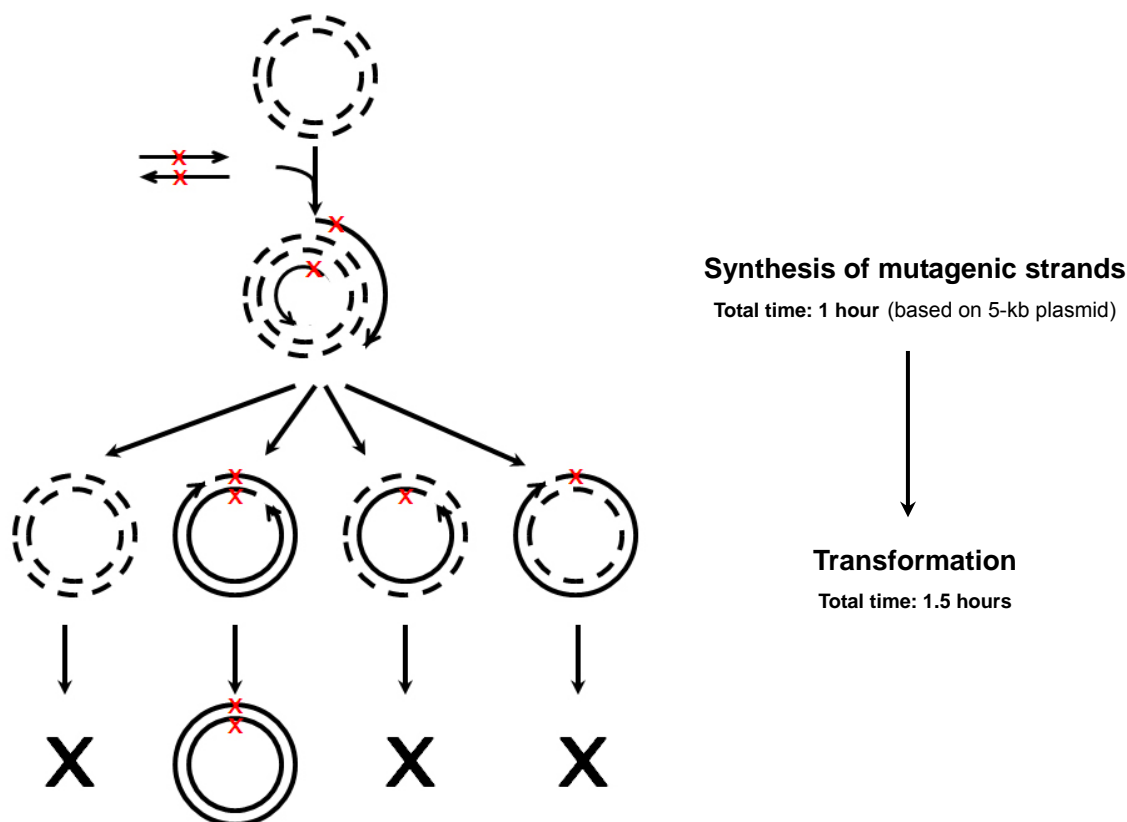 Synthesis of mutagenic strands
Total time: 1 hour (based on 5-kb plasmid)
Transformation
Total time: 1.5 hours
x
x
x
x
x
x
x
x
X
x
x
X
X